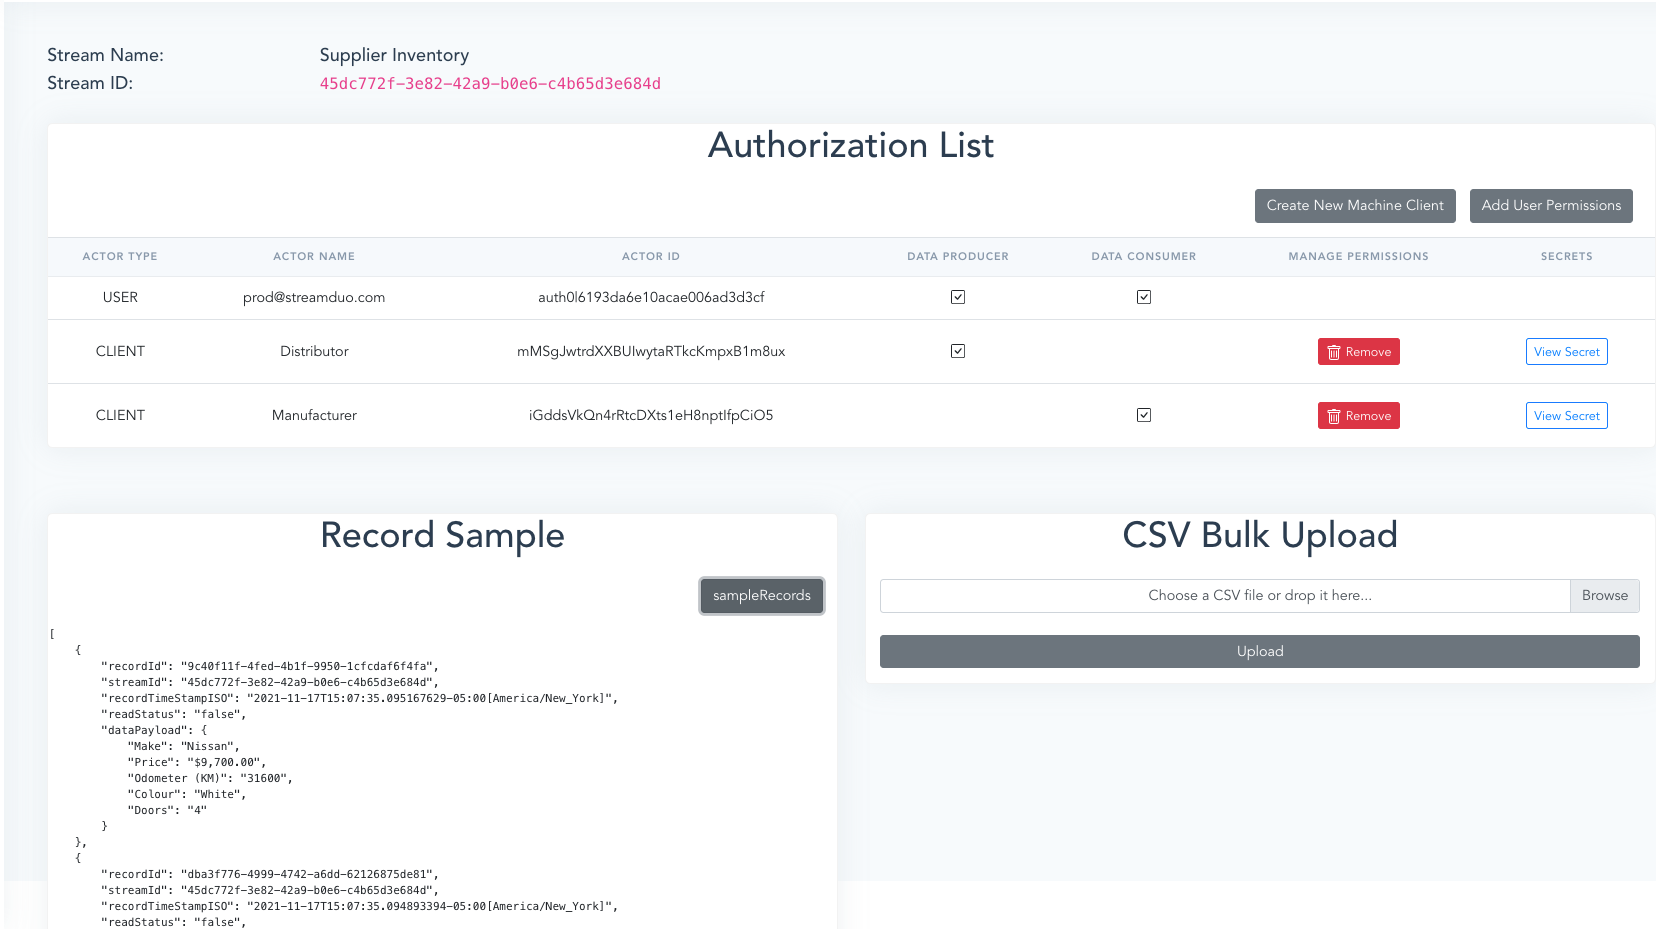 Stream Name: Supplier Inventory
Stream ID: 45dc772f-3e82-42a9-b0e6-c4b65d3e684d
Authorization List
Create New Machine Client Add User Permissions
ACTOR TYPE ACTOR NAME ACTOR ID DATA PRODUCER DATA CONSUMER MANAGE PERMISSIONS SECRETS
USER prod@streamduo.com auth0|6193da6e10acae006ad3d3cf
CLIENT Distributor mMSgJwtrdXXBUIwytaRTkcKmpxB1m8ux Remove View Secret
CLIENT Manufacturer iGddsVkQn4rRtcDXts1eH8nptIfpCiO5 Remove View Secret
Record Sample
sampleRecords
[
    {
        "recordId": "9c40f11f-4fed-4b1f-9950-1cfcdaf6f4fa",
        "streamId": "45dc772f-3e82-42a9-b0e6-c4b65d3e684d",
        "recordTimeStampISO": "2021-11-17T15:07:35.095167629-05:00[America/New_York]",
        "readStatus": "false",
        "dataPayload": {
            "Make": "Nissan",
            "Price": "$9,700.00",
            "Odometer (KM)": "31600",
            "Colour": "White",
            "Doors": "4"
        }
    },
    {
        "recordId": "dba3f776-4999-4742-a6dd-62126875de81",
        "streamId": "45dc772f-3e82-42a9-b0e6-c4b65d3e684d",
        "recordTimeStampISO": "2021-11-17T15:07:35.094893394-05:00[America/New_York]",
        "readStatus": "false",
CSV Bulk Upload
Choose a CSV file or drop it here... Browse
Upload